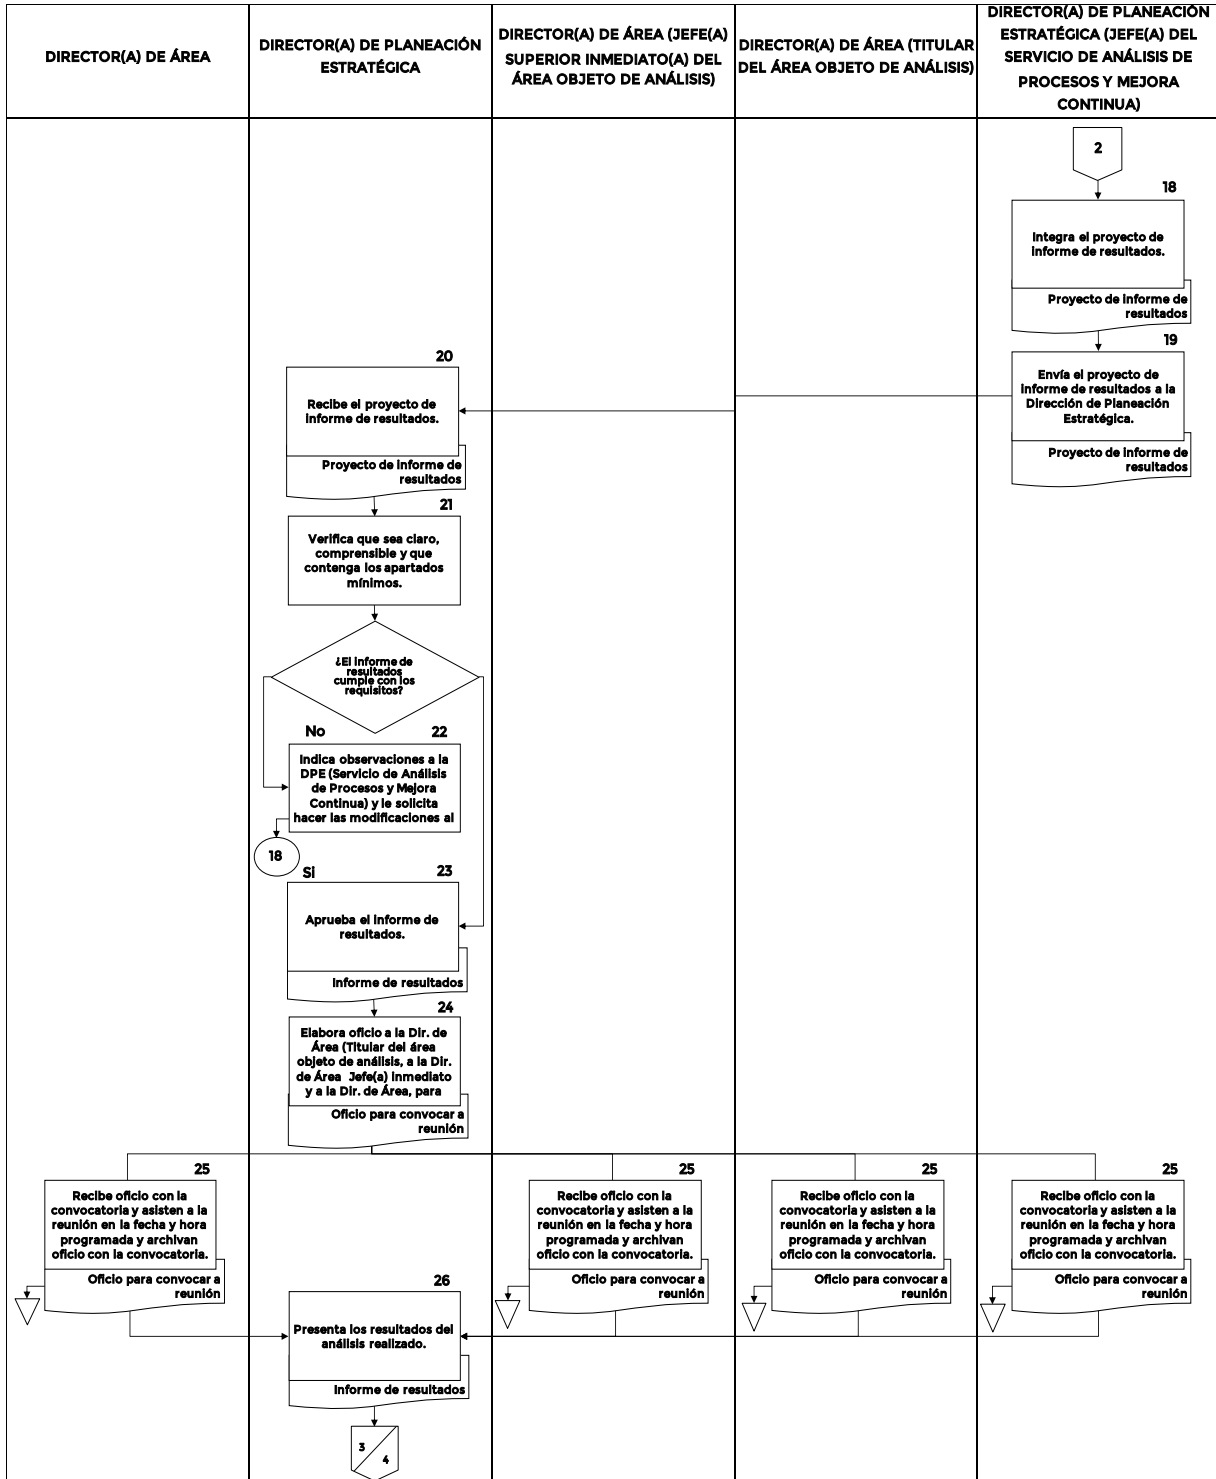 DIRECTOR(A) DE ÁREA
DIRECTOR(A) DE PLANEACIÓN
ESTRATÉGICA
DIRECTOR(A) DE ÁREA (JEFE(A)
SUPERIOR INMEDIATO(A) DEL
ÁREA OBJETO DE ANÁLISIS)
DIRECTOR(A) DE ÁREA (TITULAR
DEL ÁREA OBJETO DE ANÁLISIS)
DIRECTOR(A) DE PLANEACIÓN
ESTRATÉGICA (JEFE(A) DEL
SERVICIO DE ANÁLISIS DE
PROCESOS Y MEJORA
CONTINUA)
2
18
Integra el proyecto de
informe de resultados.
Proyecto de informe de
resultados
19
Envía el proyecto de
informe de resultados a la
Dirección de Planeación
Estratégica.
Proyecto de informe de
resultados
20
Recibe el proyecto de
informe de resultados.
Proyecto de informe de
resultados
21
Verifica que sea claro,
comprensible y que
contenga los apartados
mínimos.
¿El informe de
resultados
cumple con los
requisitos?
No
22
Indica observaciones a la
DPE (Servicio de Análisis
de Procesos y Mejora
Continua) y le solicita
hacer las modificaciones al
18
Si
23
Aprueba el informe de
resultados.
Informe de resultados
24
Elabora oficio a la Dir. de
Área (Titular del área
objeto de análisis, a la Dir.
de Área Jefe(a) inmediato
y a la Dir. de Área, para
Oficio para convocar a
reunión
25
Recibe oficio con la
convocatoria y asisten a la
reunión en la fecha y hora
programada y archivan
oficio con la convocatoria.
Oficio para convocar a
reunión
25
Recibe oficio con la
convocatoria y asisten a la
reunión en la fecha y hora
programada y archivan
oficio con la convocatoria.
Oficio para convocar a
reunión
25
Recibe oficio con la
convocatoria y asisten a la
reunión en la fecha y hora
programada y archivan
oficio con la convocatoria.
Oficio para convocar a
reunión
25
Recibe oficio con la
convocatoria y asisten a la
reunión en la fecha y hora
programada y archivan
oficio con la convocatoria.
Oficio para convocar a
reunión
26
Presenta los resultados del
análisis realizado.
Informe de resultados
3
4